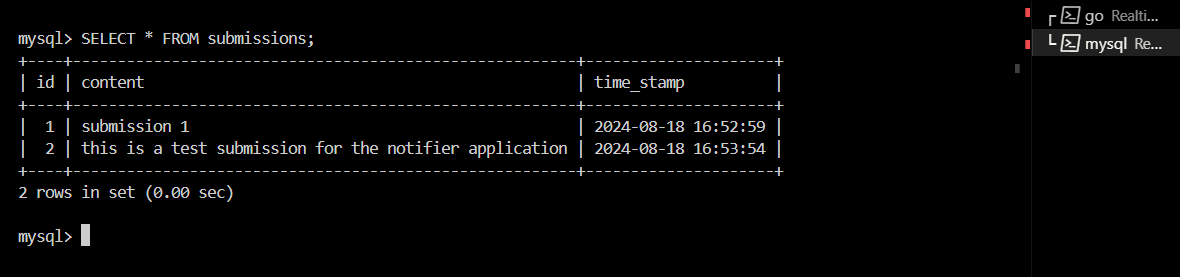 mysql> SELECT * FROM submissions;
+----+------------------------------------------------------+---------------------+
| id | content                                              | time_stamp          |
+----+------------------------------------------------------+---------------------+
|  1 | submission 1                                         | 2024-08-18 16:52:59 |
|  2 | this is a test submission for the notifier application | 2024-08-18 16:53:54 |
+----+------------------------------------------------------+---------------------+
2 rows in set (0.00 sec)
mysql>
go Realti...
mysql Re...